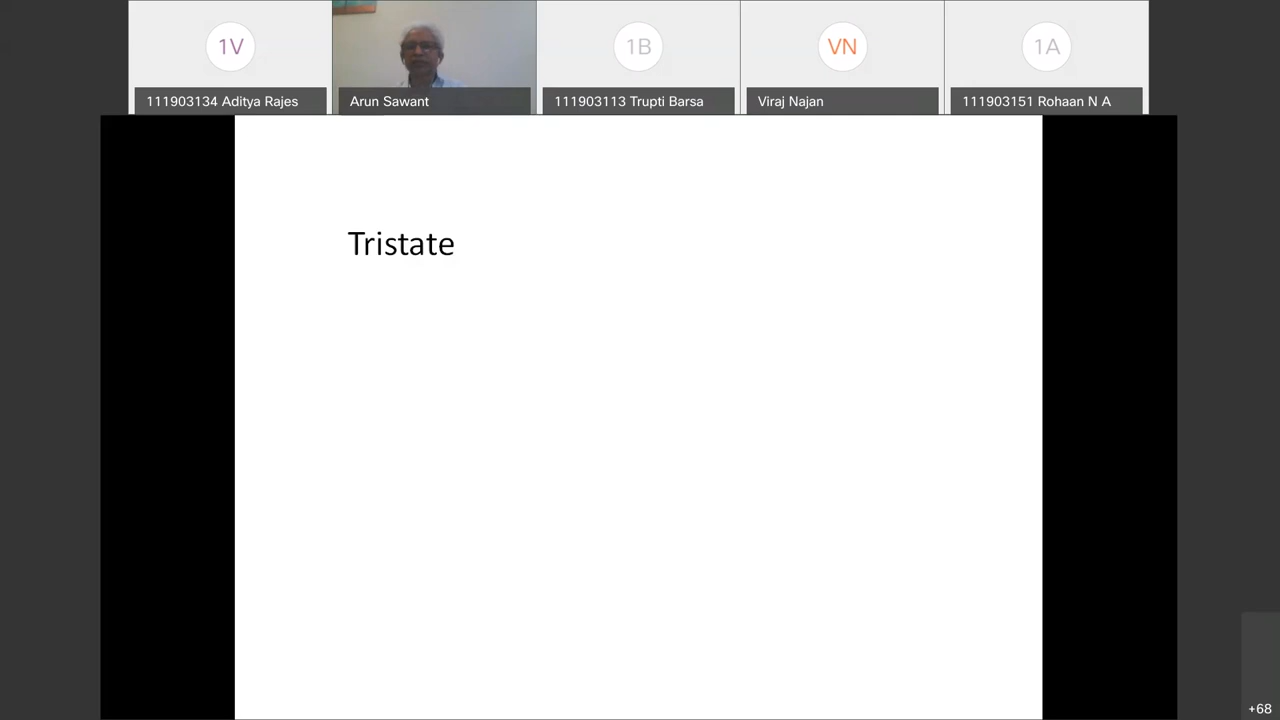 1V
1B
VN
1A
111903134 Aditya Rajes
Arun Sawant
111903113 Trupti Barsa
Viraj Najan
111903151 Rohaan N A
Tristate
+68